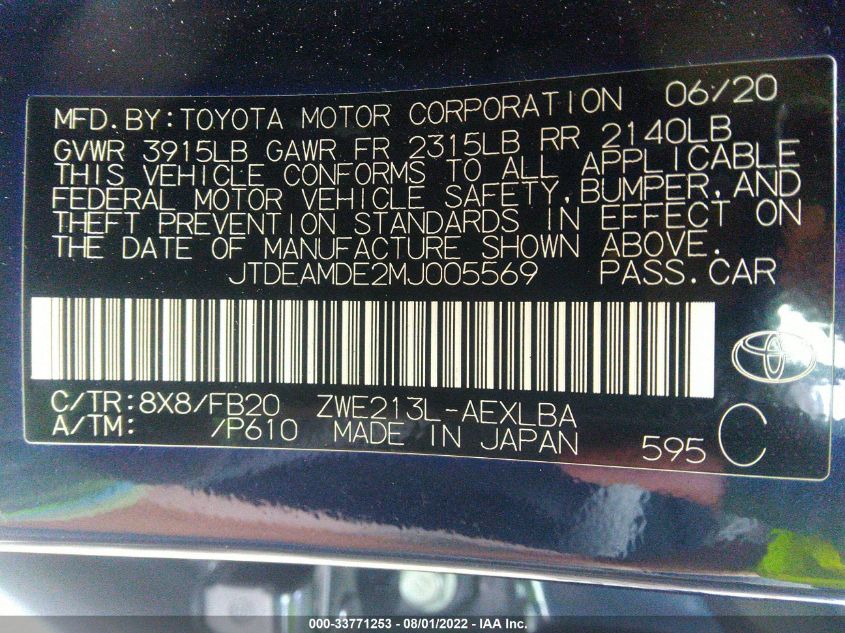 MFD.BY:TOYOTA MOTOR CORPORATION 06/20
GVWR 3915LB GAWR FR 2315LB RR 2140LB
THIS VEHICLE CONFORMS TO ALL APPLICABLE
FEDERAL MOTOR VEHICLE SAFETY,BUMPER,AND
THEFT PREVENTION STANDARDS IN EFFECT ON
THE DATE OF MANUFACTURE SHOWN ABOVE.
JTDEAMDE2MJ005569 PASS.CAR
C/TR:8X8/FB20 ZWE213L-AEXLBA
A/TM: /P610 MADE IN JAPAN 595 C
000-33771253 - 08/01/2022 - IAA Inc.